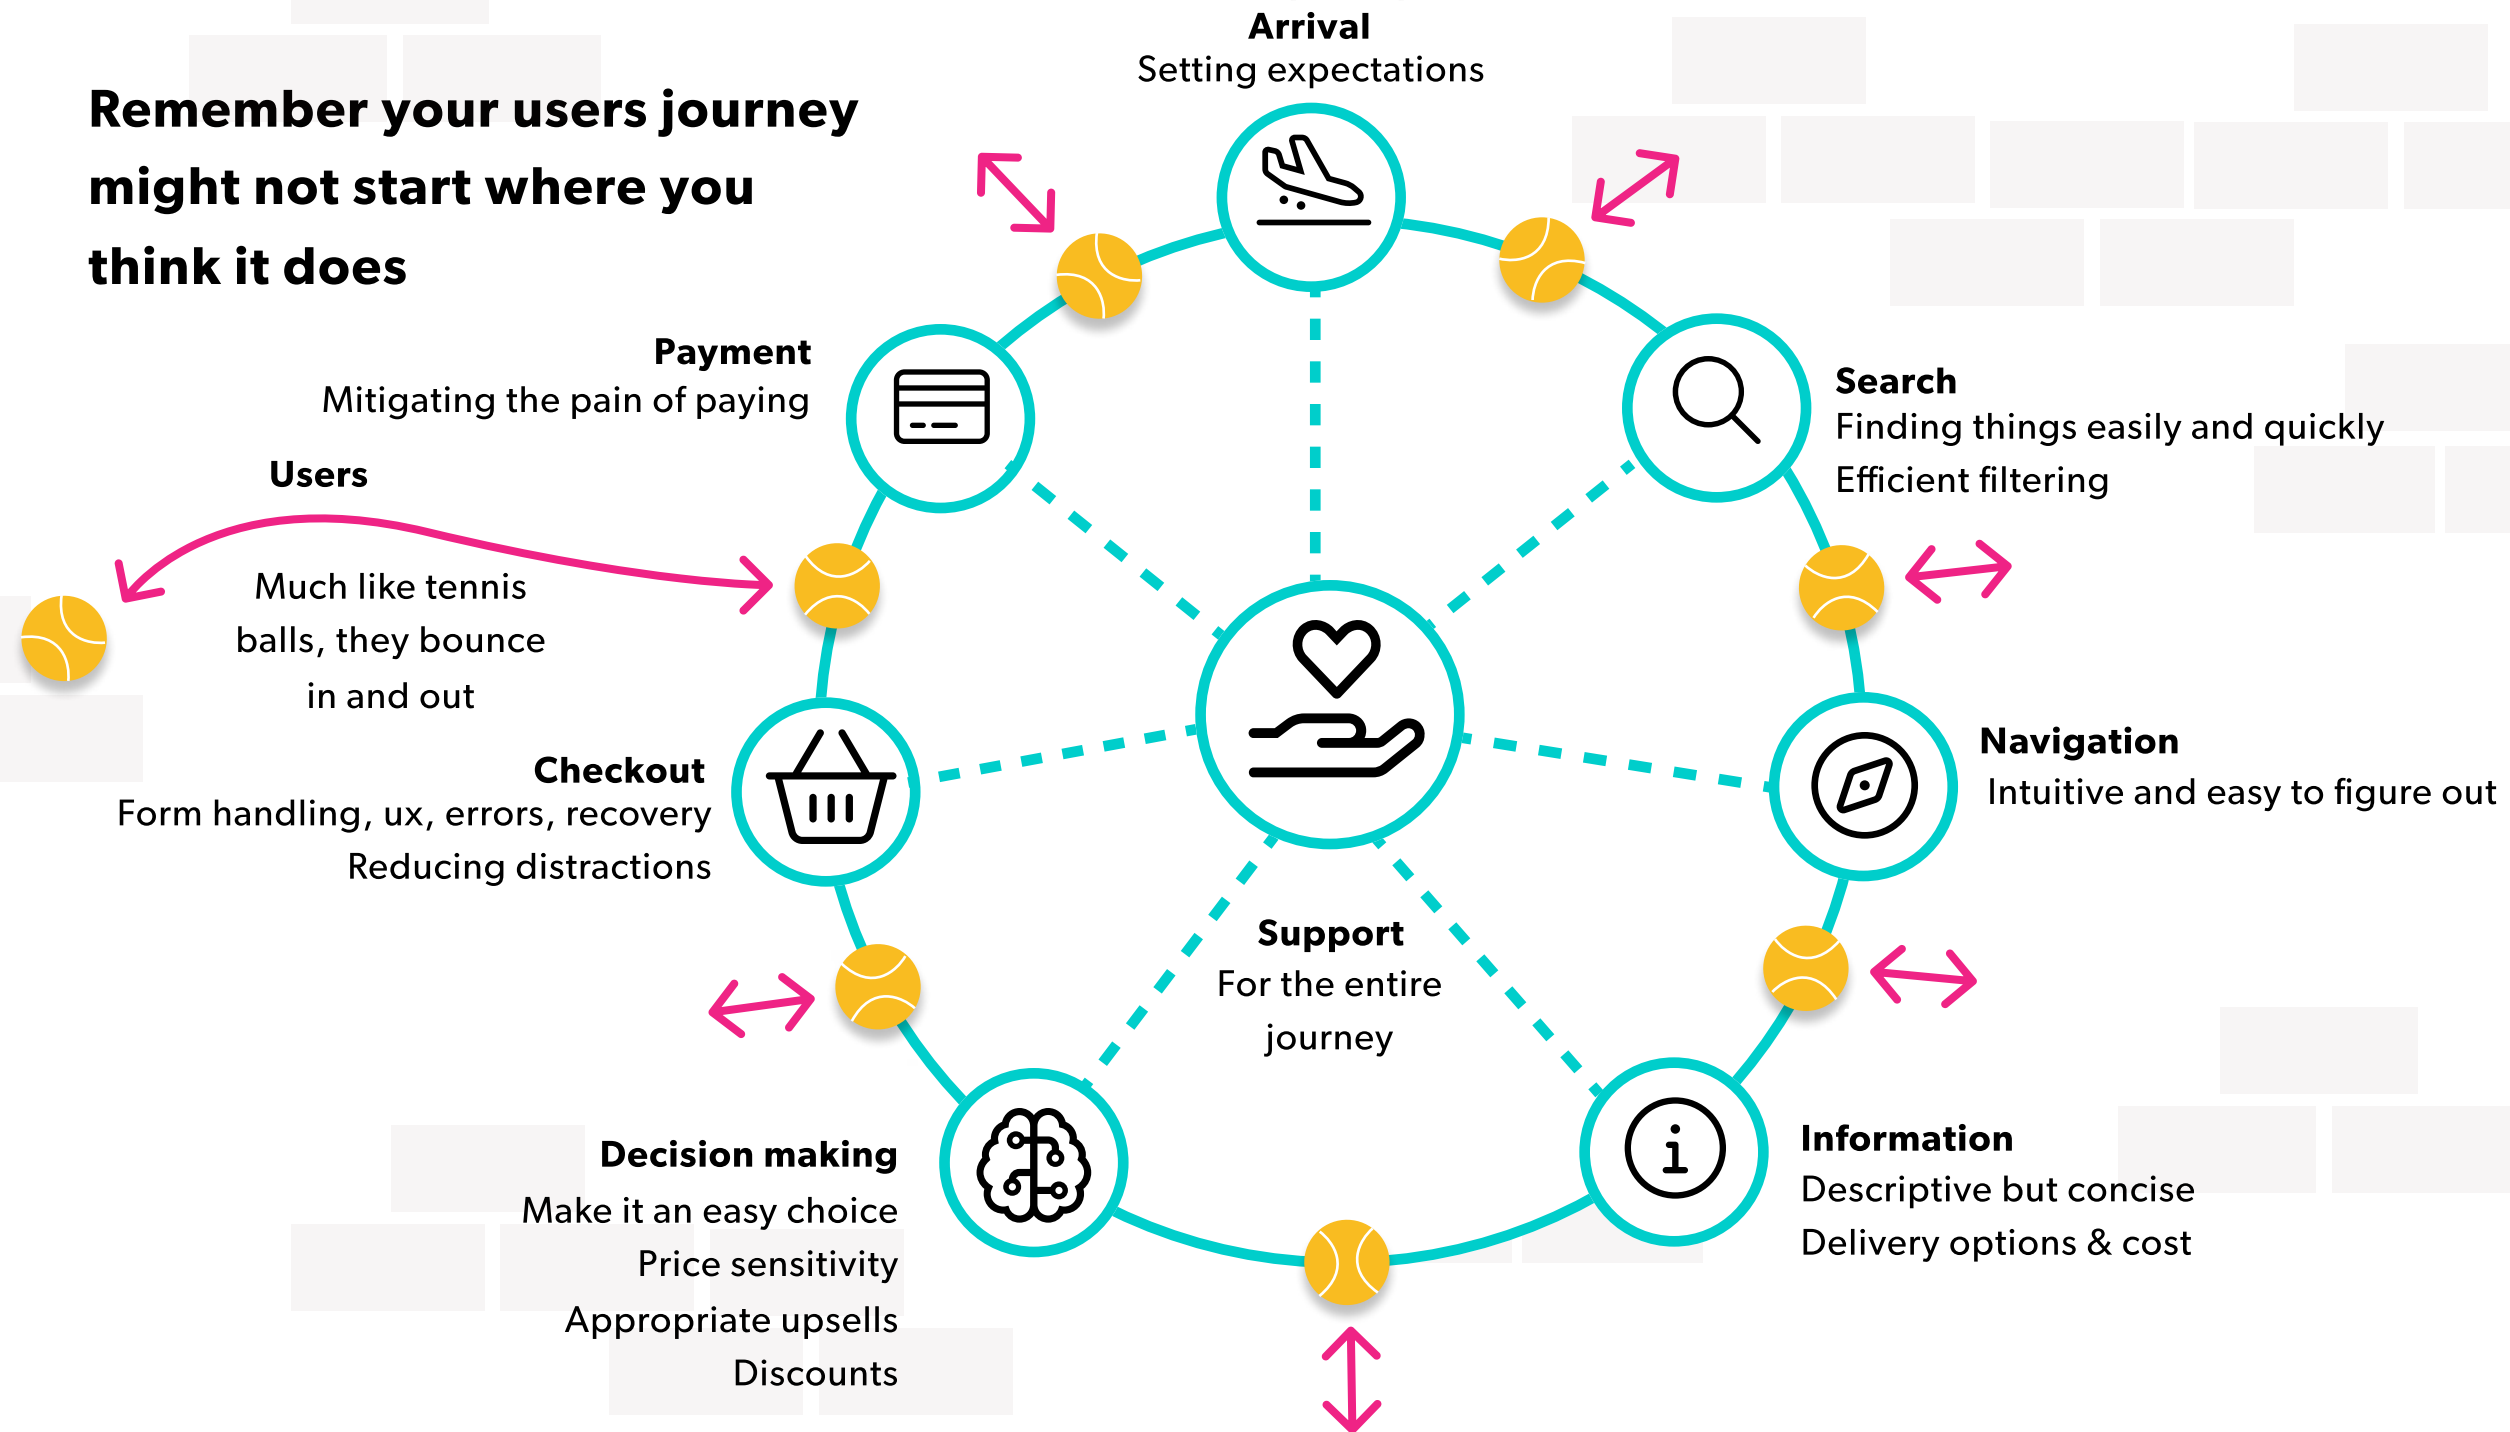 Remember your users journey
might not start where you
think it does
Arrival
Setting expectations
Search
Finding things easily and quickly
Efficient filtering
Navigation
Intuitive and easy to figure out
Information
Descriptive but concise
Delivery options & cost
Decision making
Make it an easy choice
Price sensitivity
Appropriate upsells
Discounts
Checkout
Form handling, ux, errors, recovery
Reducing distractions
Payment
Mitigating the pain of paying
Users
Much like tennis
balls, they bounce
in and out
Support
For the entire
journey